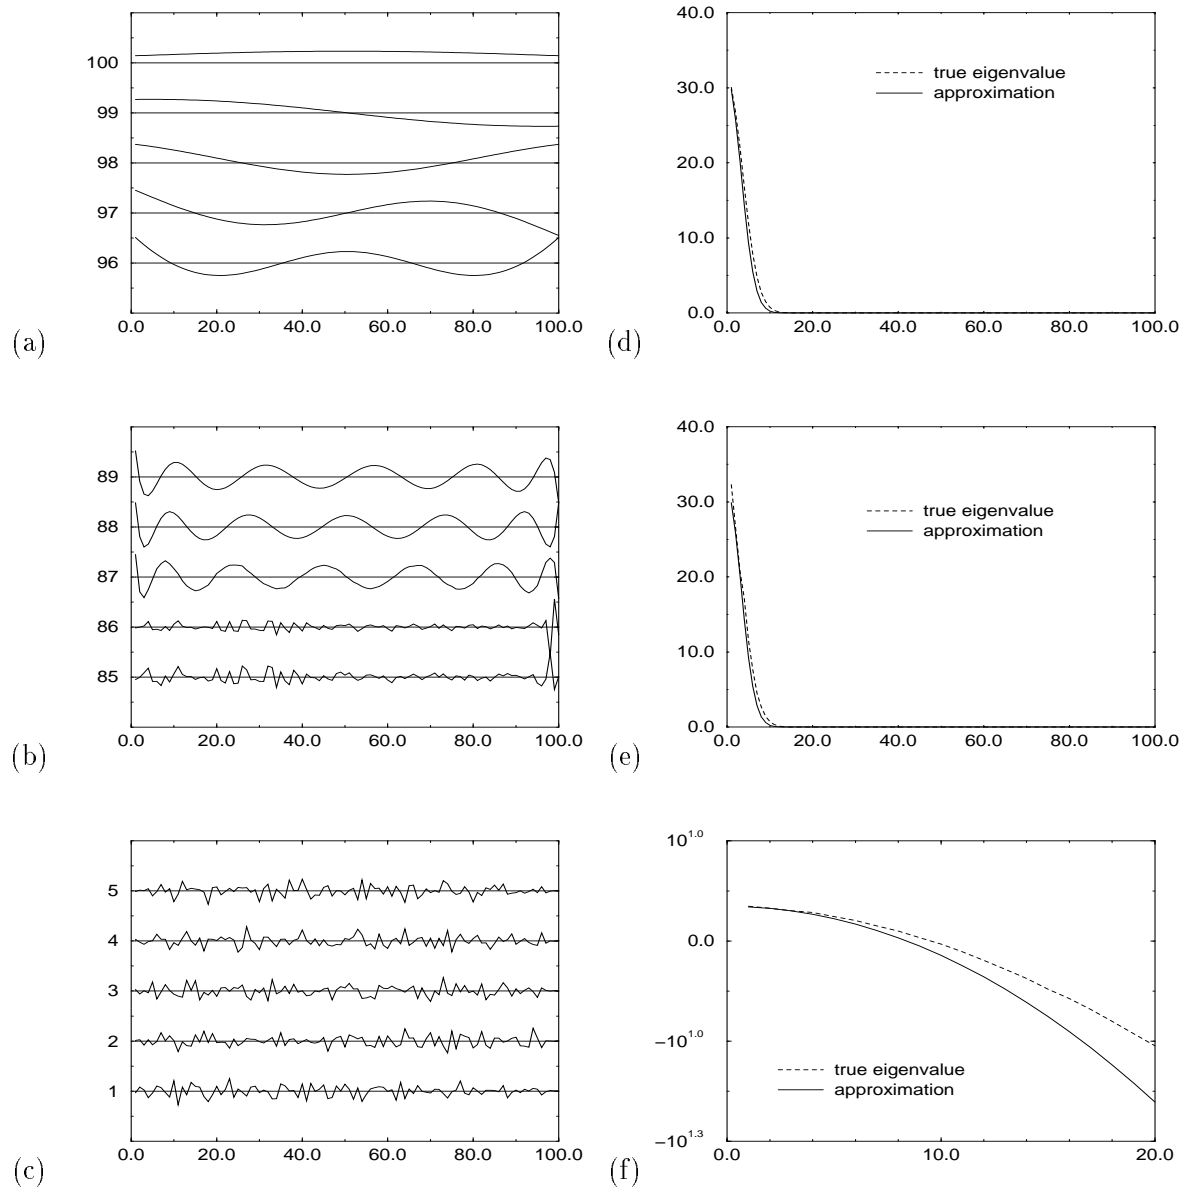 100
99
98
97
96
0.0 20.0 40.0 60.0 80.0 100.0
(a)
40.0
30.0
20.0
10.0
0.0
true eigenvalue
approximation
0.0 20.0 40.0 60.0 80.0 100.0
(d)
89
88
87
86
85
0.0 20.0 40.0 60.0 80.0 100.0
(b)
40.0
30.0
20.0
10.0
0.0
true eigenvalue
approximation
0.0 20.0 40.0 60.0 80.0 100.0
(e)
5
4
3
2
1
0.0 20.0 40.0 60.0 80.0 100.0
(c)
10^1.0
0.0
−10^1.0
−10^1.3
true eigenvalue
approximation
0.0 10.0 20.0
(f)